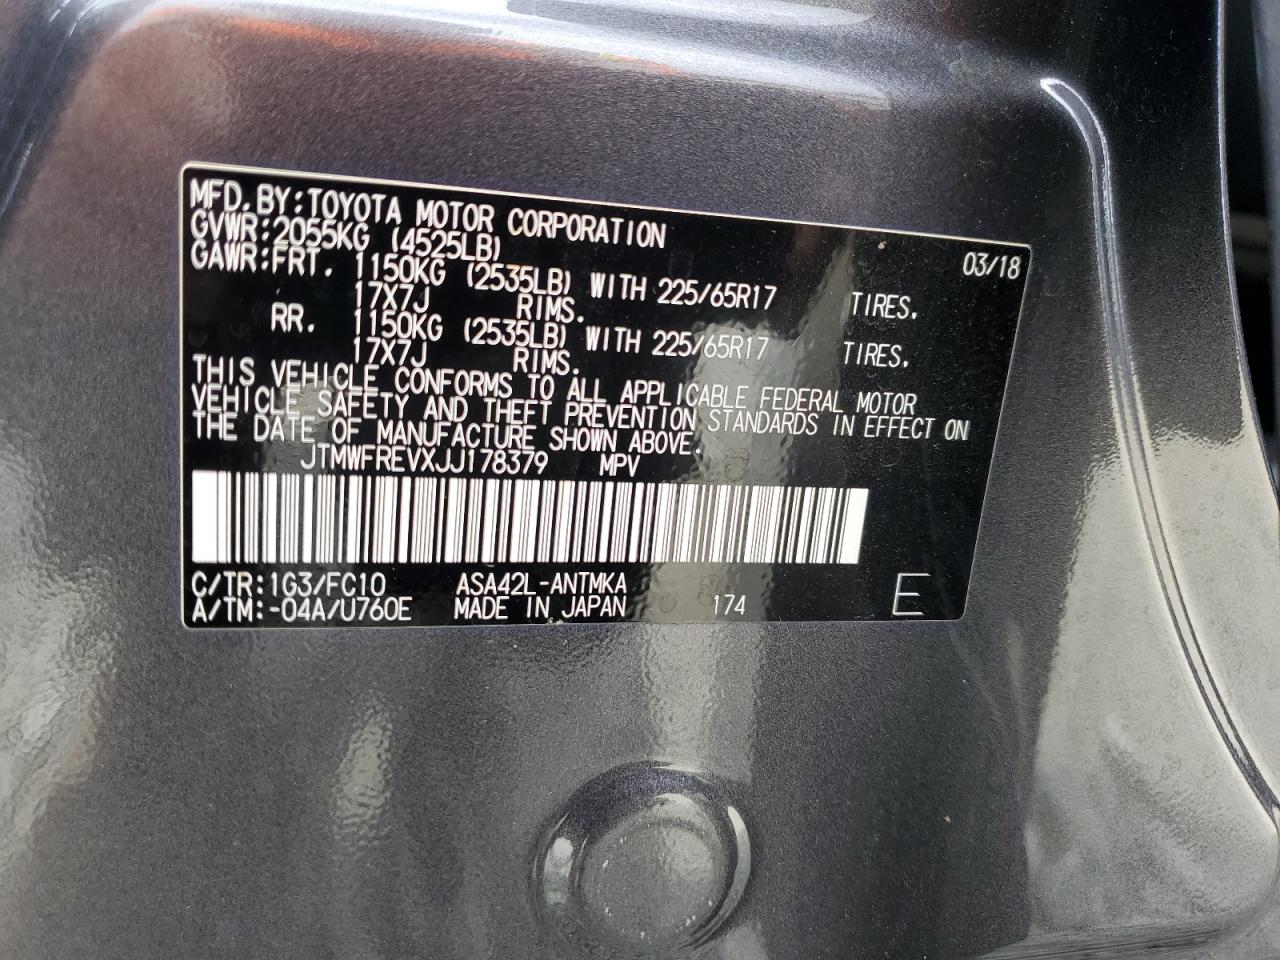 MFD. BY: TOYOTA MOTOR CORPORATION 03/18
GVWR: 2055KG (4525LB)
GAWR: FRT. 1150KG (2535LB) WITH 225/65R17 TIRES.
17X7J RIMS.
RR. 1150KG (2535LB) WITH 225/65R17 TIRES.
17X7J RIMS.
THIS VEHICLE CONFORMS TO ALL APPLICABLE FEDERAL MOTOR
VEHICLE SAFETY AND THEFT PREVENTION STANDARDS IN EFFECT ON
THE DATE OF MANUFACTURE SHOWN ABOVE.
JTMWFREVXJJ178379 MPV
C/TR: 1G3/FC10 ASA42L-ANTMKA
A/TM: -04A/U760E MADE IN JAPAN 174 E